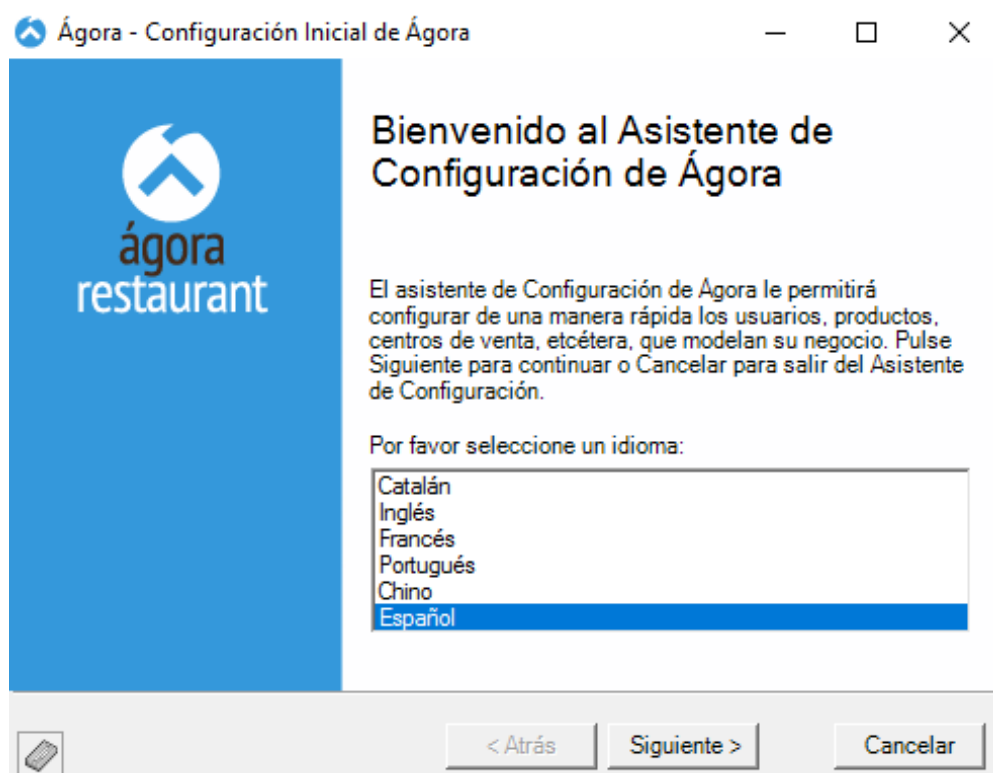 Ágora - Configuración Inicial de Ágora
ágora
restaurant
Bienvenido al Asistente de
Configuración de Ágora
El asistente de Configuración de Agora le permitirá
configurar de una manera rápida los usuarios, productos,
centros de venta, etcétera, que modelan su negocio. Pulse
Siguiente para continuar o Cancelar para salir del Asistente
de Configuración.
Por favor seleccione un idioma:
Catalán
Inglés
Francés
Portugués
Chino
Español
< Atrás
Siguiente >
Cancelar